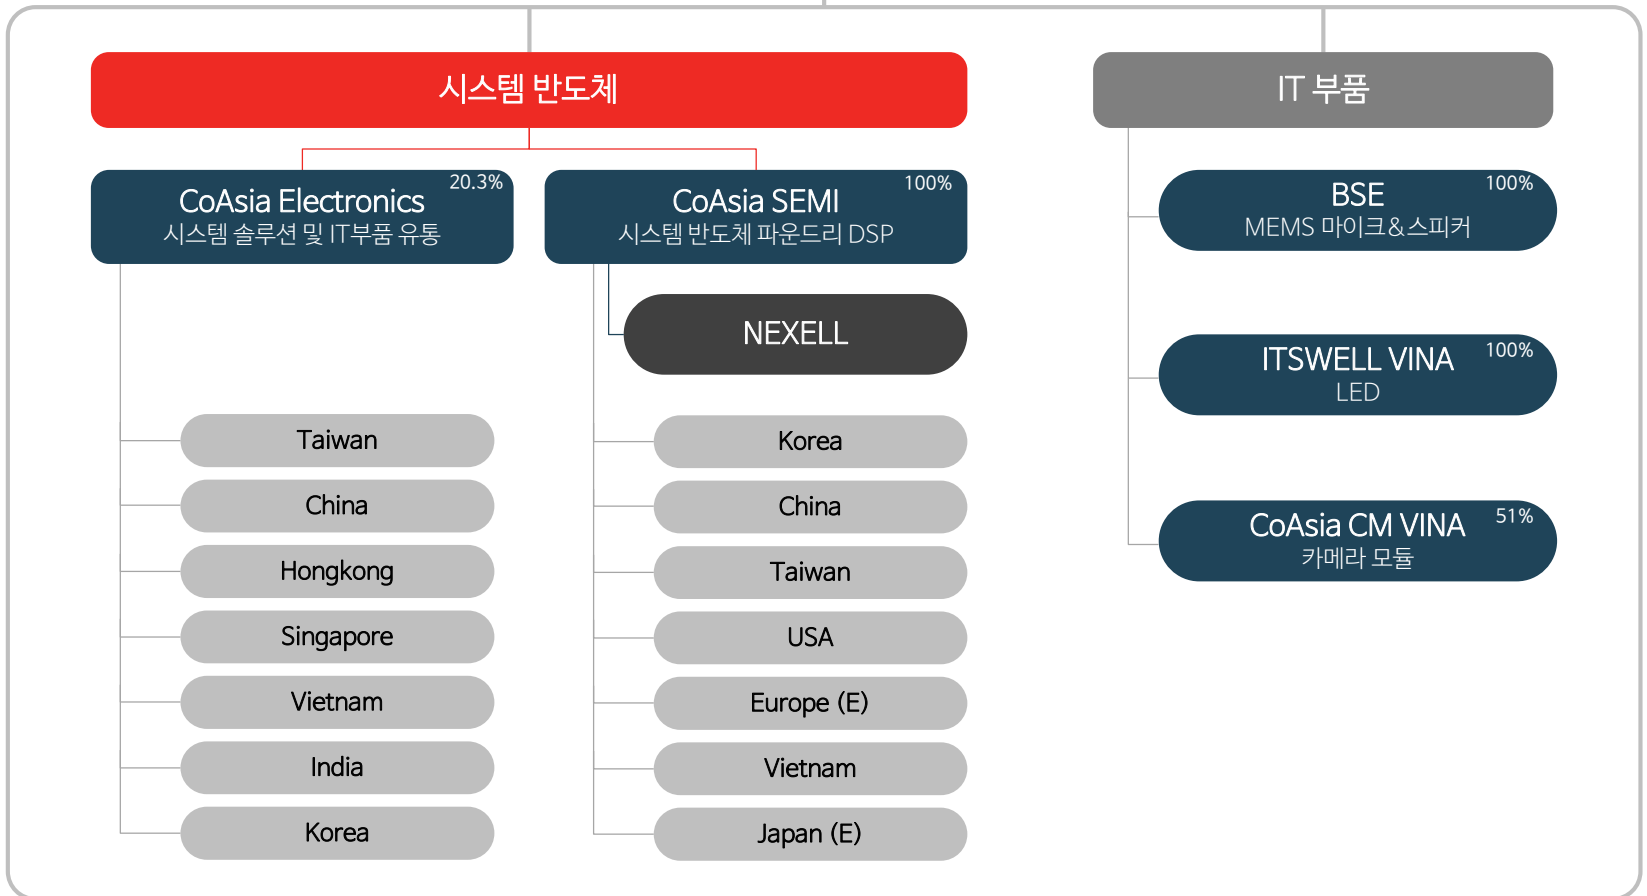 시스템 반도체
CoAsia Electronics
20.3%
시스템 솔루션 및 IT부품 유통
Taiwan
China
Hongkong
Singapore
Vietnam
India
Korea
CoAsia SEMI
100%
시스템 반도체 파운드리 DSP
NEXELL
Korea
China
Taiwan
USA
Europe (E)
Vietnam
Japan (E)
IT 부품
BSE
100%
MEMS 마이크&스피커
ITSWELL VINA
100%
LED
CoAsia CM VINA
51%
카메라 모듈